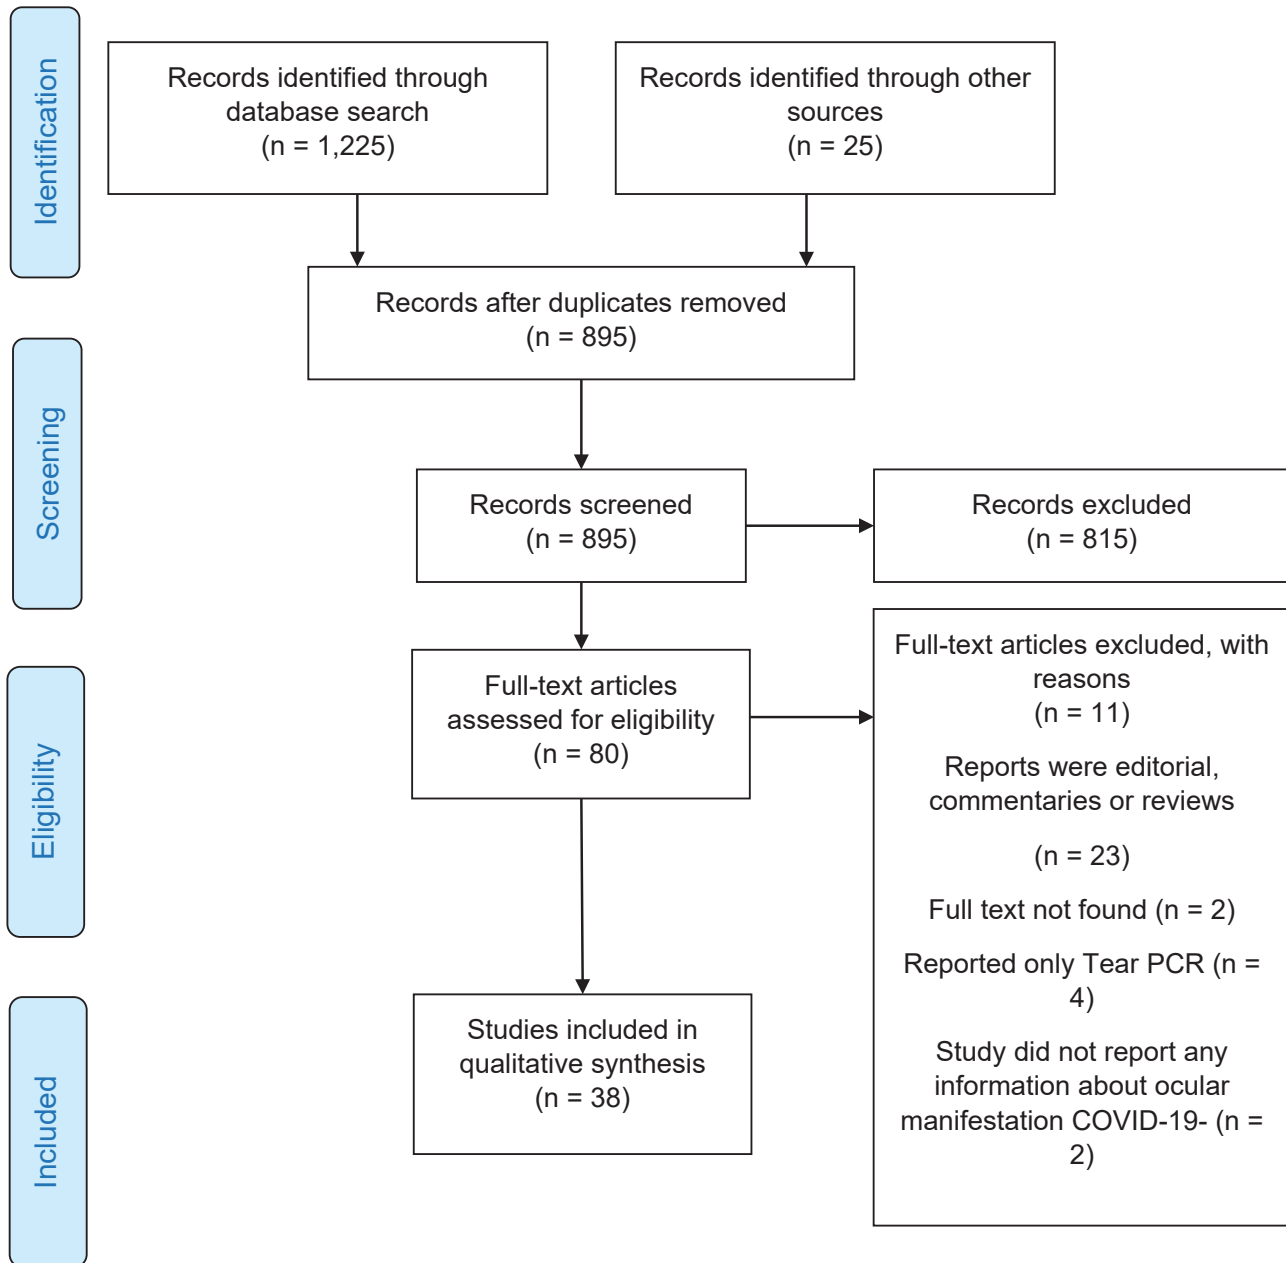 Identification
Records identified through
database search
(n = 1,225)
Records identified through other
sources
(n = 25)
Records after duplicates removed
(n = 895)
Screening
Records screened
(n = 895)
Records excluded
(n = 815)
Eligibility
Full-text articles
assessed for eligibility
(n = 80)
Full-text articles excluded, with
reasons
(n = 11)
Reports were editorial,
commentaries or reviews
(n = 23)
Full text not found (n = 2)
Reported only Tear PCR (n =
4)
Study did not report any
information about ocular
manifestation COVID-19- (n =
2)
Included
Studies included in
qualitative synthesis
(n = 38)